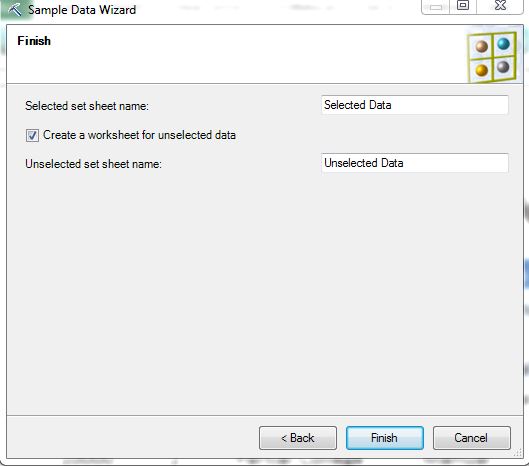 Sample Data Wizard
Finish
Selected set sheet name:
Selected Data
Create a worksheet for unselected data
Unselected set sheet name:
Unselected Data
< Back
Finish
Cancel